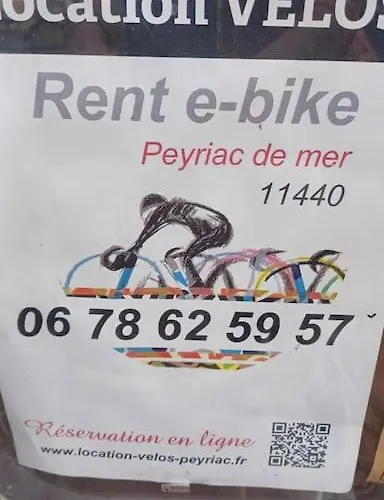 location VELOS
Rent e-bike
Peyriac de mer
11440
06 78 62 59 57
Réservation en ligne
www.location-velos-peyriac.fr